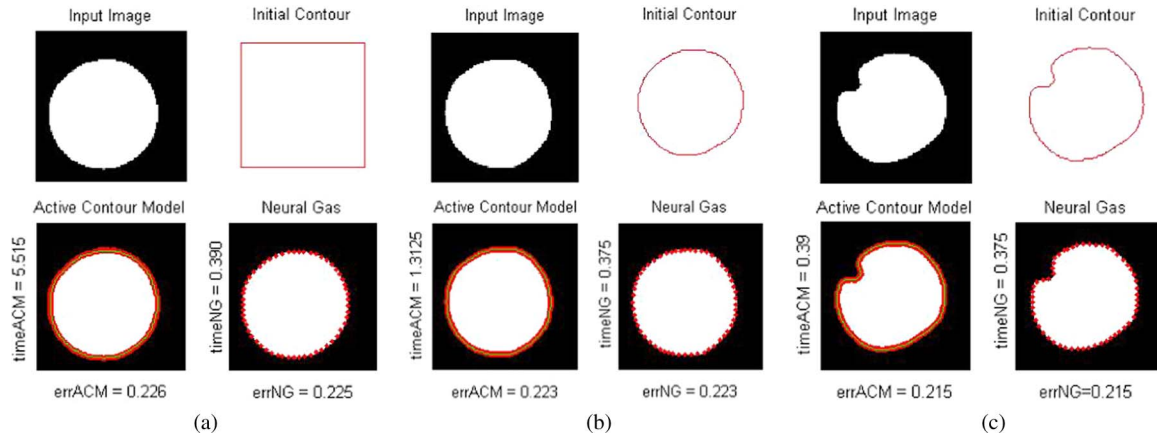 Input Image
Initial Contour
Input Image
Initial Contour
Input Image
Initial Contour
Active Contour Model
Neural Gas
Active Contour Model
Neural Gas
Active Contour Model
Neural Gas
timeACM = 5.515
timeNG = 0.390
timeACM = 1.3125
timeNG = 0.375
timeACM = 0.39
timeNG = 0.375
errACM = 0.226
errNG = 0.225
errACM = 0.223
errNG = 0.223
errACM = 0.215
errNG=0.215
(a)
(b)
(c)